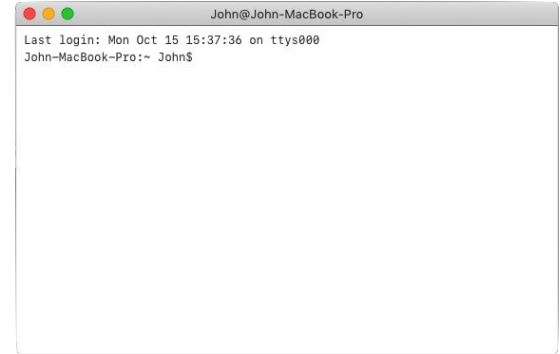 John@John-MacBook-Pro
Last login: Mon Oct 15 15:37:36 on ttys000
John-MacBook-Pro:~ John$